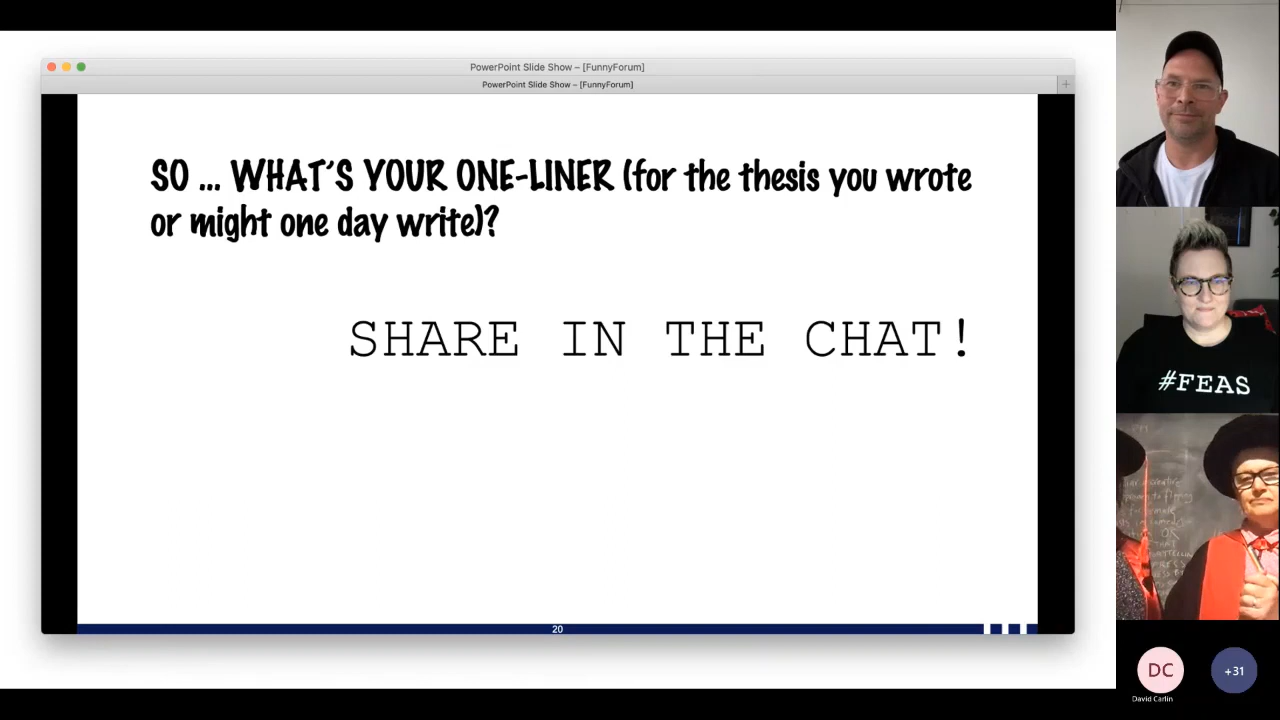 PowerPoint Slide Show – [FunnyForum]
PowerPoint Slide Show – [FunnyForum]
SO ... WHAT'S YOUR ONE-LINER (for the thesis you wrote
or might one day write)?
SHARE IN THE CHAT!
20
#FEAS
OR
DC
David Carlin
+31